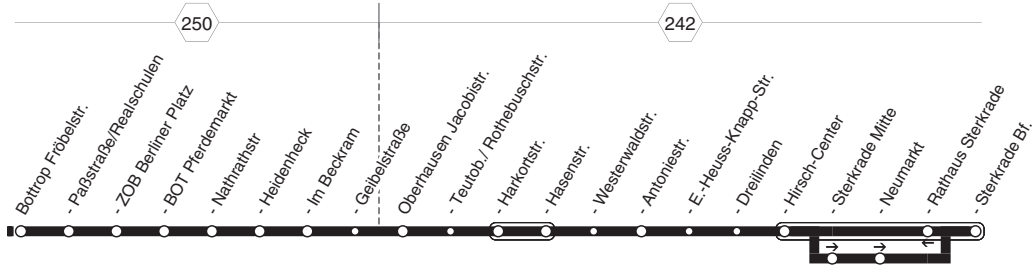 250
242
Bottrop Fröbelstr.
- Paßstraße/Realschulen
- ZOB Berliner Platz
- BOT Pferdemarkt
- Nathrathstr
- Heidenheck
- Im Beckram
- Geibelstraße
Oberhausen Jacobistr.
- Teutob./ Rothebuschstr.
- Harkortstr.
- Hasenstr.
- Westerwaldstr.
- Antoniestr.
- E.-Heuss-Knapp-Str.
- Dreilinden
- Hirsch-Center
- Sterkrade Mitte
- Neumarkt
- Rathaus Sterkrade
- Sterkrade Bf.